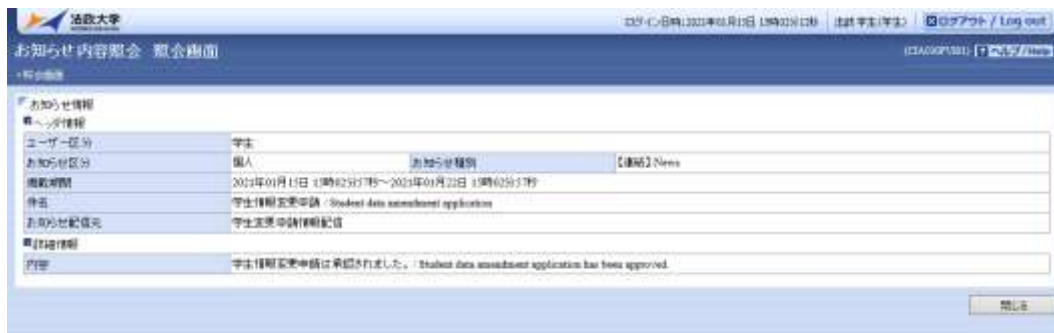 法政大学
ログイン日時:2021年01月15日 15時02分12秒 法政 学生(学生) ログアウト / Log out
お知らせ内容照会 照会画面
ヘルプ/Help
>照会画面
お知らせ情報
ヘッダ情報
ユーザー区分 学生
お知らせ区分 個人 お知らせ種別 【連絡】News
掲載期間 2021年01月15日 15時02分57秒～2021年01月22日 15時02分57秒
件名 学生情報変更申請 / Student data amendment application
お知らせ配信元 学生変更申請情報配信
詳細情報
内容 学生情報変更申請は承認されました。 / Student data amendment application has been approved.
閉じる